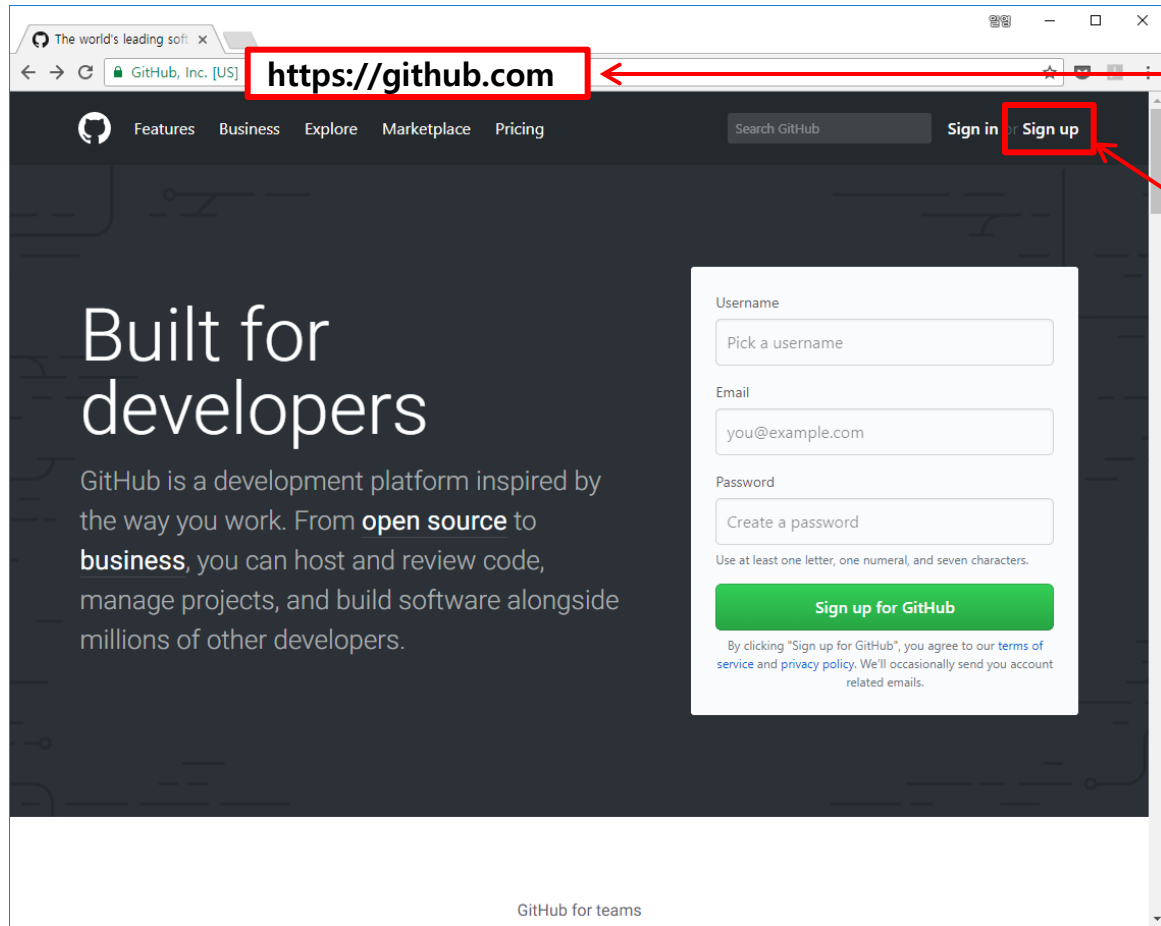 The world's leading soft
GitHub, Inc. [US]
https://github.com
Features Business Explore Marketplace Pricing
Search GitHub
Sign in or Sign up
Built for
developers
GitHub is a development platform inspired by
the way you work. From open source to
business, you can host and review code,
manage projects, and build software alongside
millions of other developers.
Username
Pick a username
Email
you@example.com
Password
Create a password
Use at least one letter, one numeral, and seven characters.
Sign up for GitHub
By clicking "Sign up for GitHub", you agree to our terms of
service and privacy policy. We'll occasionally send you account
related emails.
GitHub for teams